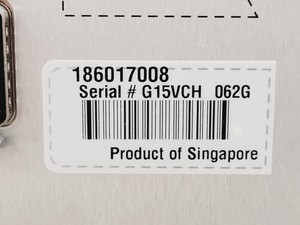 186017008
Serial # G15VCH 062G
Product of Singapore